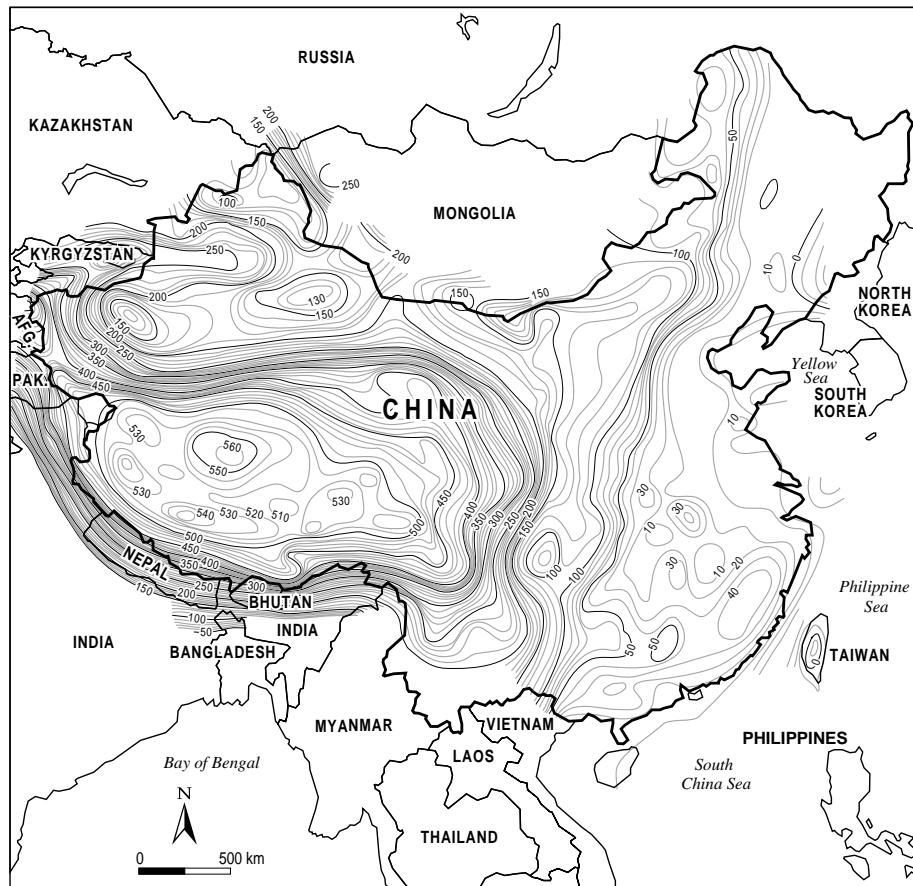 RUSSIA
KAZAKHSTAN
200
150
250
100
150
MONGOLIA
50
200
250
200
KYRGYZSTAN
100
10
0
200
130
150
150
150
NORTH
KOREA
AFG.
150
200
250
300
350
400
450
PAK.
Yellow
Sea
SOUTH
KOREA
CHINA
10
530
560
550
530
530
540
530
520
510
500
450
400
350
300
250
200
150
30
30
10
500
450
400
350
300
250
200
150
NEPAL
BHUTAN
100
100
30
10
20
40
Philippine
Sea
100
50
INDIA
INDIA
BANGLADESH
50
50
0
TAIWAN
MYANMAR
VIETNAM
LAOS
PHILIPPINES
Bay of Bengal
South
China Sea
N
THAILAND
0 500 km